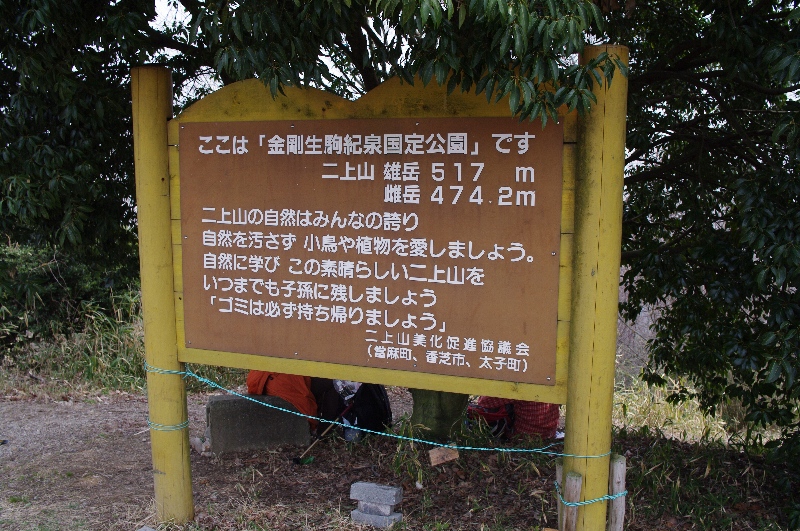 ここは「金剛生駒紀泉国定公園」です
二上山 雄岳 517 m
雌岳 474.2m
二上山の自然はみんなの誇り
自然を汚さず 小鳥や植物を愛しましょう。
自然に学び この素晴らしい二上山を
いつまでも子孫に残しましょう
「ゴミは必ず持ち帰りましょう」
二上山美化促進協議会
(當麻町、香芝市、太子町)